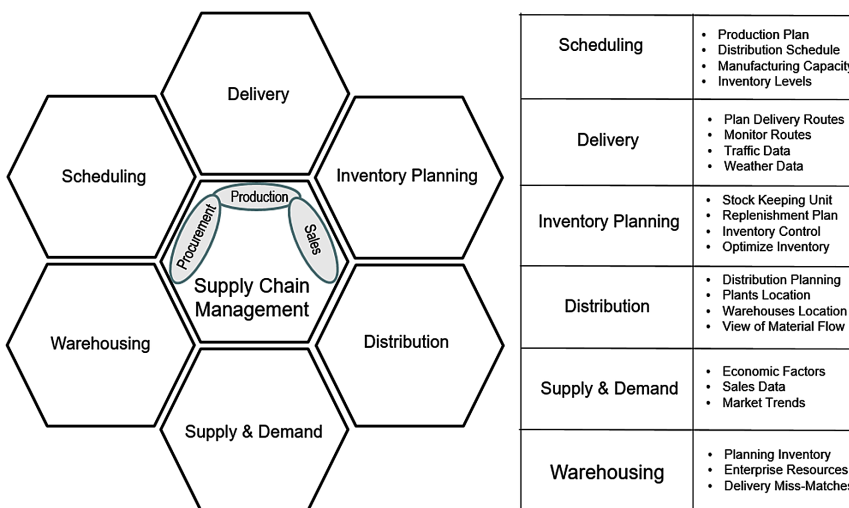 Delivery
Scheduling
Inventory Planning
Production
Procurement
Sales
Supply Chain
Management
Warehousing
Distribution
Supply & Demand
Scheduling
• Production Plan
• Distribution Schedule
• Manufacturing Capacity
• Inventory Levels
Delivery
• Plan Delivery Routes
• Monitor Routes
• Traffic Data
• Weather Data
Inventory Planning
• Stock Keeping Unit
• Replenishment Plan
• Inventory Control
• Optimize Inventory
Distribution
• Distribution Planning
• Plants Location
• Warehouses Location
• View of Material Flow
Supply & Demand
• Economic Factors
• Sales Data
• Market Trends
Warehousing
• Planning Inventory
• Enterprise Resources
• Delivery Miss-Matches